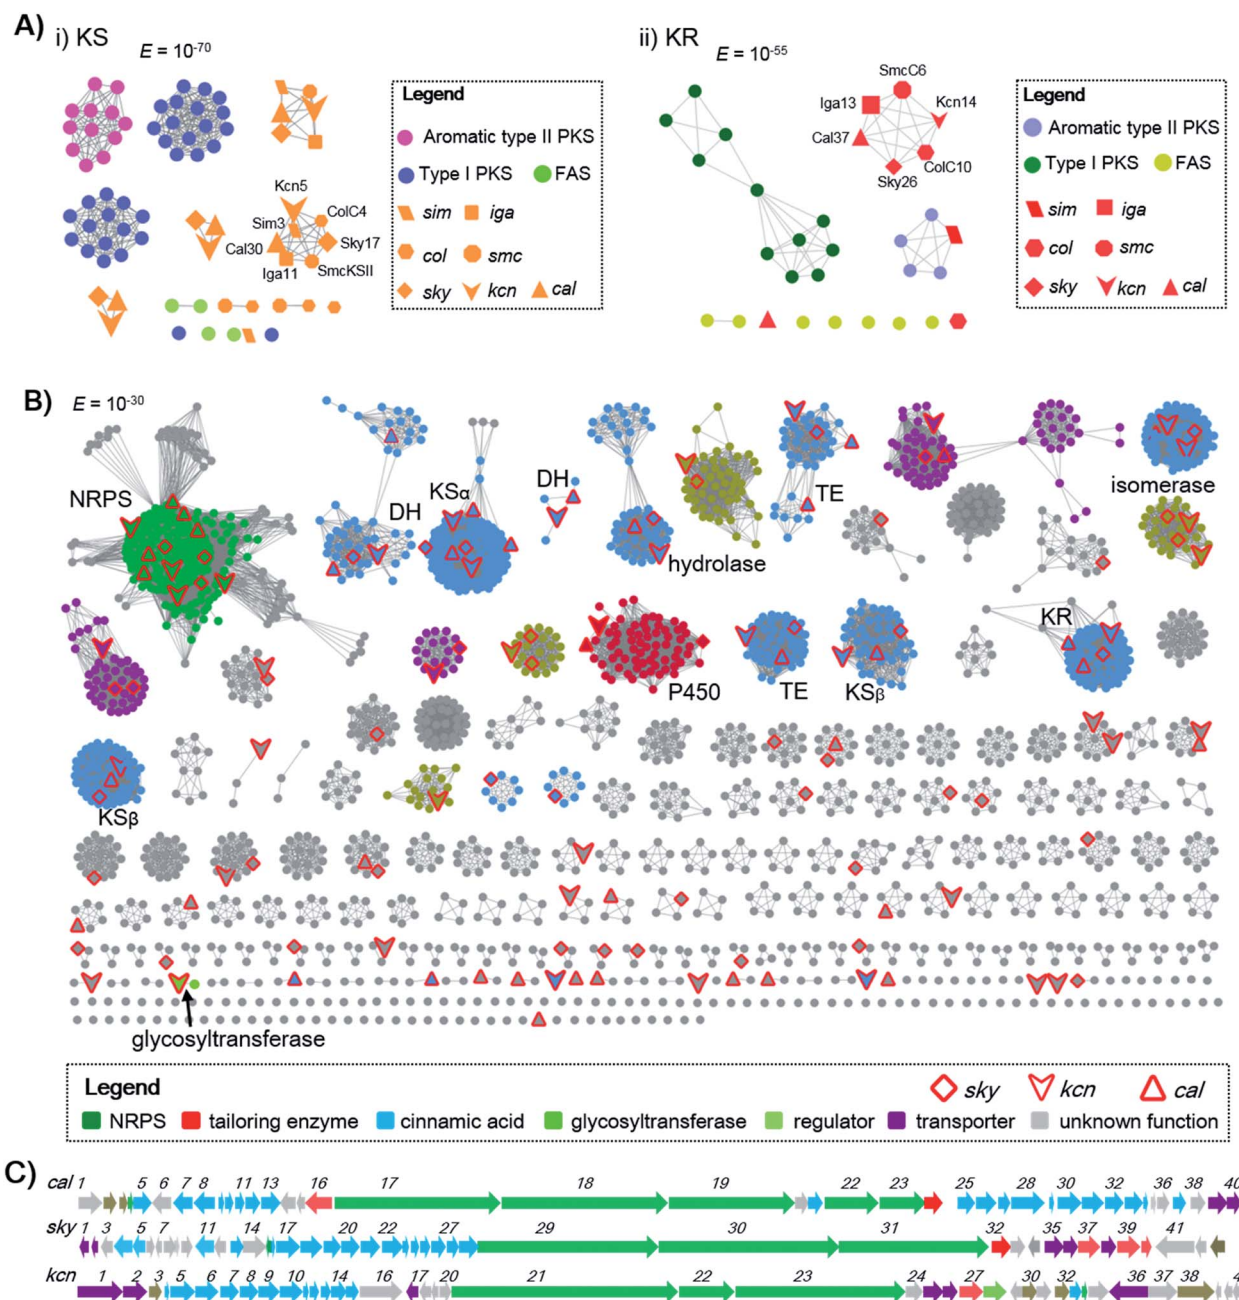 A)
i) KS
E = 10-70
Legend
Aromatic type II PKS
Type I PKS
FAS
sim
iga
col
smc
sky
kcn
cal
Kcn5
ColC4
Sim3
Sky17
Cal30
Iga11
SmcKSII
ii) KR
E = 10-55
SmcC6
Iga13
Kcn14
Cal37
ColC10
Sky26
Legend
Aromatic type II PKS
Type I PKS
FAS
sim
iga
col
smc
sky
kcn
cal
B)
E = 10-30
NRPS
DH
KSα
DH
hydrolase
TE
isomerase
P450
TE
KSβ
KR
KSβ
glycosyltransferase
Legend
sky
kcn
cal
NRPS
tailoring enzyme
cinnamic acid
glycosyltransferase
regulator
transporter
unknown function
C)
cal 1 5 6 7 8 11 13 16 17 18 19 22 23 25 28 30 32 34 36 38 40
sky 1 3 5 7 11 14 17 20 22 27 29 30 31 32 35 37 39 41
kcn 1 2 3 5 6 7 8 9 10 12 14 16 17 20 21 22 23 24 27 30 32 36 37 38 4